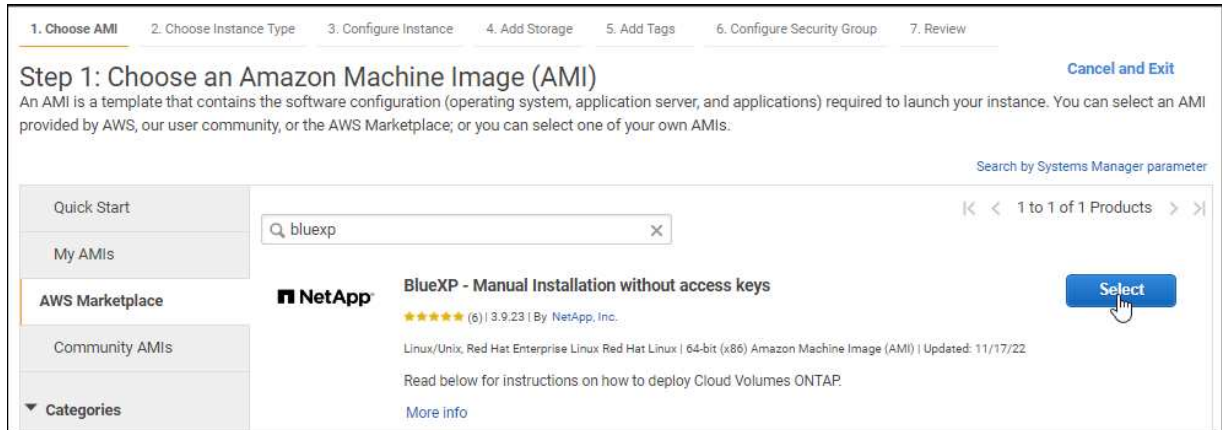 1. Choose AMI 2. Choose Instance Type 3. Configure Instance 4. Add Storage 5. Add Tags 6. Configure Security Group 7. Review
Step 1: Choose an Amazon Machine Image (AMI)
Cancel and Exit
An AMI is a template that contains the software configuration (operating system, application server, and applications) required to launch your instance. You can select an AMI
provided by AWS, our user community, or the AWS Marketplace; or you can select one of your own AMIs.
Search by Systems Manager parameter
Quick Start
My AMIs
AWS Marketplace
Community AMIs
Categories
bluexp
1 to 1 of 1 Products
NetApp
BlueXP - Manual Installation without access keys
Select
(6) | 3.9.23 | By NetApp, Inc.
Linux/Unix, Red Hat Enterprise Linux Red Hat Linux | 64-bit (x86) Amazon Machine Image (AMI) | Updated: 11/17/22
Read below for instructions on how to deploy Cloud Volumes ONTAP.
More info